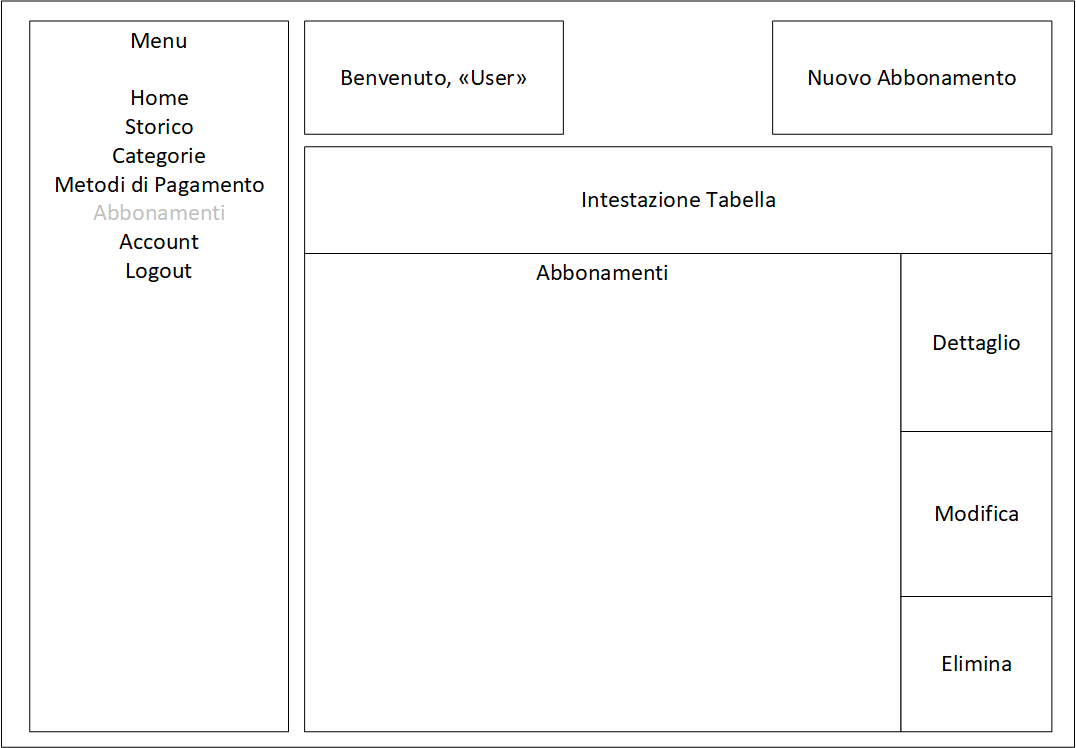 Menu
Home
Storico
Categorie
Metodi di Pagamento
Abbonamenti
Account
Logout
Benvenuto, «User»
Nuovo Abbonamento
Intestazione Tabella
Abbonamenti
Dettaglio
Modifica
Elimina